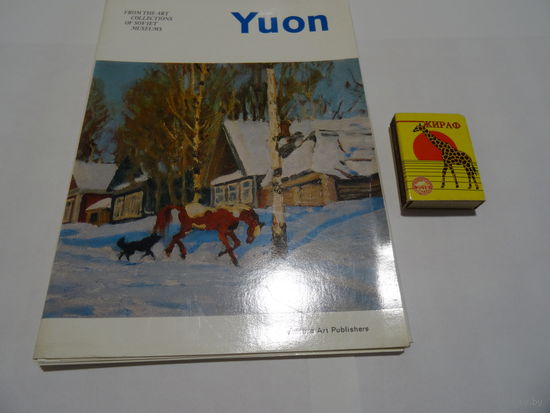 FROM THE ART
COLLECTIONS
OF SOVIET
MUSEUMS
Yuon
ЖИРАФ
Art Publishers